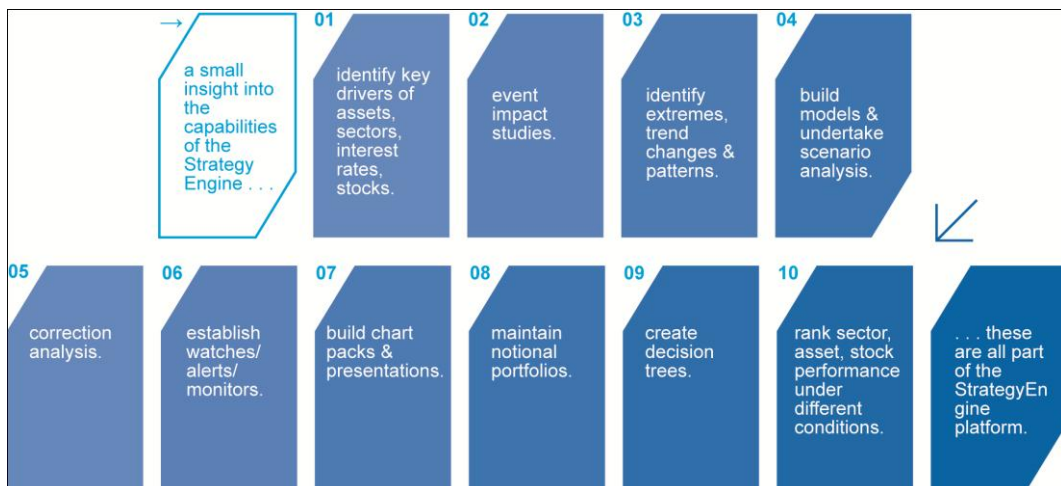 →
a small
insight into
the
capabilities
of the
Strategy
Engine . . .
01
identify key
drivers of
assets,
sectors,
interest
rates,
stocks.
02
event
impact
studies.
03
identify
extremes,
trend
changes &
patterns.
04
build
models &
undertake
scenario
analysis.
05
correction
analysis.
06
establish
watches/
alerts/
monitors.
07
build chart
packs &
presentations.
08
maintain
notional
portfolios.
09
create
decision
trees.
10
rank sector,
asset, stock
performance
under
different
conditions.
. . . these
are all part
of the
StrategyEn
gine
platform.